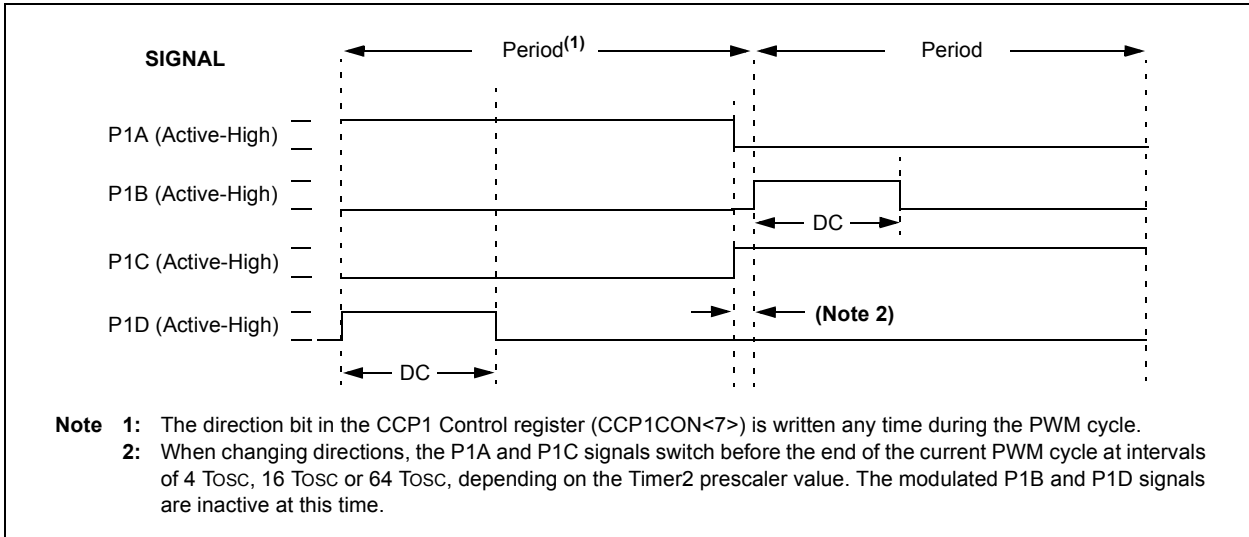 SIGNAL
Period(1)
Period
P1A (Active-High)
P1B (Active-High)
DC
P1C (Active-High)
P1D (Active-High)
(Note 2)
DC
Note 1: The direction bit in the CCP1 Control register (CCP1CON<7>) is written any time during the PWM cycle.
2: When changing directions, the P1A and P1C signals switch before the end of the current PWM cycle at intervals
of 4 TOSC, 16 TOSC or 64 TOSC, depending on the Timer2 prescaler value. The modulated P1B and P1D signals
are inactive at this time.